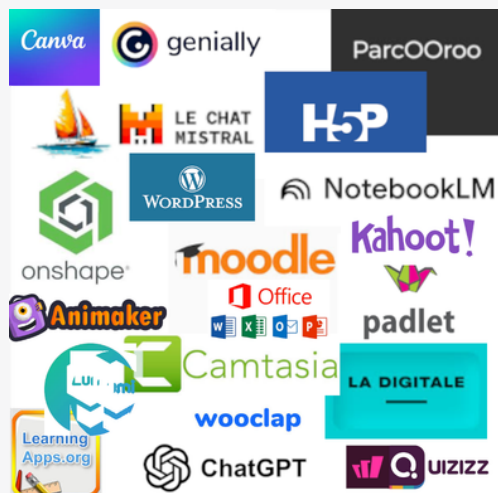 Canva
genially
ParcOOroo
LE CHAT
MISTRAL
H5P
WORDPRESS
NotebookLM
onshape®
moodle
Kahoot!
Office
W X O P
padlet
Animaker
Camtasia
LA DIGITALE
wooclap
Learning
Apps.org
ChatGPT
QUIZIZZ